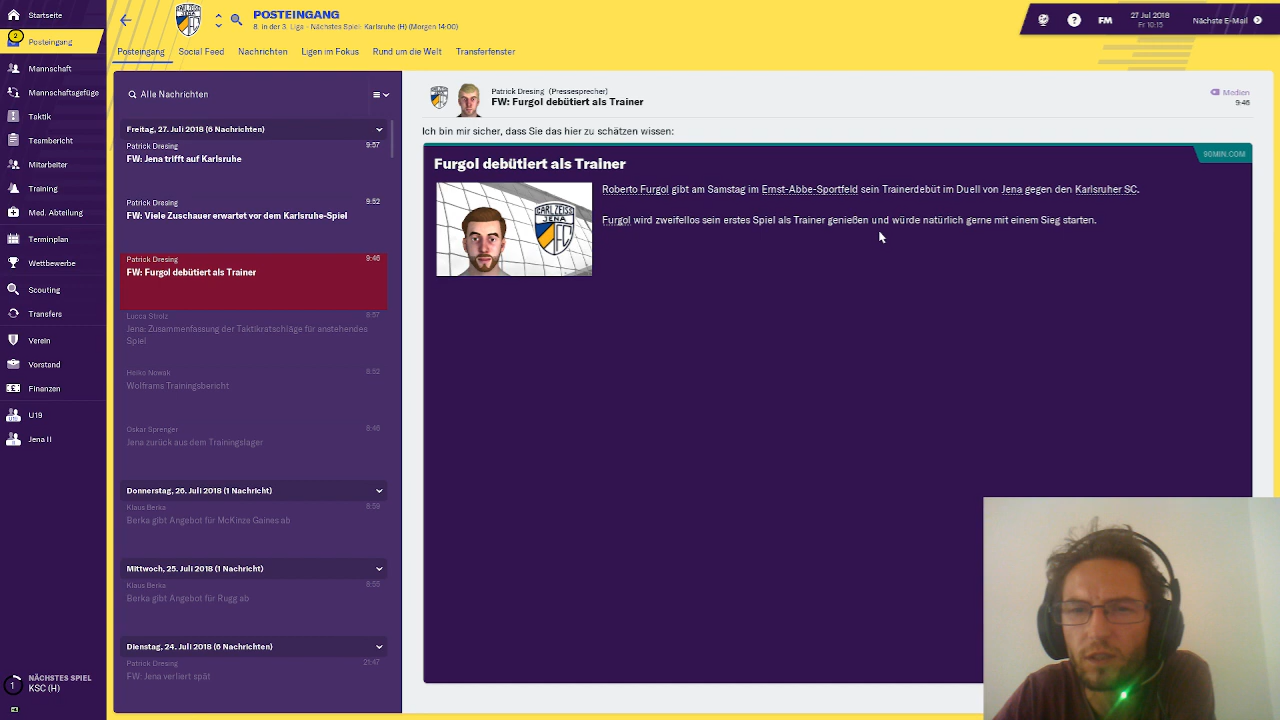 POSTEINGANG
8. in der 3. Liga - Nächstes Spiel: Karlsruhe (H) (Morgen 14:00)
FM
27 Jul 2018
Fr 10:15
Nächste E-Mail
Posteingang
Social Feed
Nachrichten
Ligen im Fokus
Rund um die Welt
Transferfenster
Startseite
2
Posteingang
Mannschaft
Mannschaftsgefüge
Taktik
Teambericht
Mitarbeiter
Training
Med. Abteilung
Terminplan
Wettbewerbe
Scouting
Transfers
Verein
Vorstand
Finanzen
U19
Jena II
1
NÄCHSTES SPIEL
KSC (H)
Alle Nachrichten
Freitag, 27. Juli 2018 (6 Nachrichten)
Patrick Dresing 9:57
FW: Jena trifft auf Karlsruhe
Patrick Dresing 9:52
FW: Viele Zuschauer erwartet vor dem Karlsruhe-Spiel
Patrick Dresing 9:46
FW: Furgol debütiert als Trainer
Lucca Strolz 8:57
Jena: Zusammenfassung der Taktikratschläge für anstehendes
Spiel
Heiko Nowak 8:52
Wolframs Trainingsbericht
Oskar Sprenger 8:46
Jena zurück aus dem Trainingslager
Donnerstag, 26. Juli 2018 (1 Nachricht)
Klaus Berka 8:59
Berka gibt Angebot für McKinze Gaines ab
Mittwoch, 25. Juli 2018 (1 Nachricht)
Klaus Berka 8:55
Berka gibt Angebot für Rugg ab
Dienstag, 24. Juli 2018 (6 Nachrichten)
Patrick Dresing 21:47
FW: Jena verliert spät
Patrick Dresing (Pressesprecher)
FW: Furgol debütiert als Trainer
Medien
9:46
Ich bin mir sicher, dass Sie das hier zu schätzen wissen:
Furgol debütiert als Trainer
90MIN.COM
CARL ZEISS
JENA
FC
Roberto Furgol gibt am Samstag im Ernst-Abbe-Sportfeld sein Trainerdebüt im Duell von Jena gegen den Karlsruher SC.
Furgol wird zweifellos sein erstes Spiel als Trainer genießen und würde natürlich gerne mit einem Sieg starten.